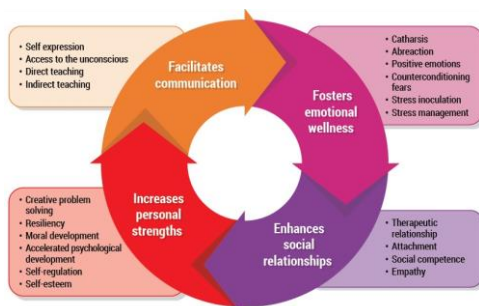 • Self expression
• Access to the unconscious
• Direct teaching
• Indirect teaching
Facilitates
communication
• Catharsis
• Abreaction
• Positive emotions
• Counterconditioning
fears
• Stress inoculation
• Stress management
Fosters
emotional
wellness
• Creative problem
solving
• Resiliency
• Moral development
• Accelerated psychological
development
• Self-regulation
• Self-esteem
Increases
personal
strengths
Enhances
social
relationships
• Therapeutic
relationship
• Attachment
• Social competence
• Empathy